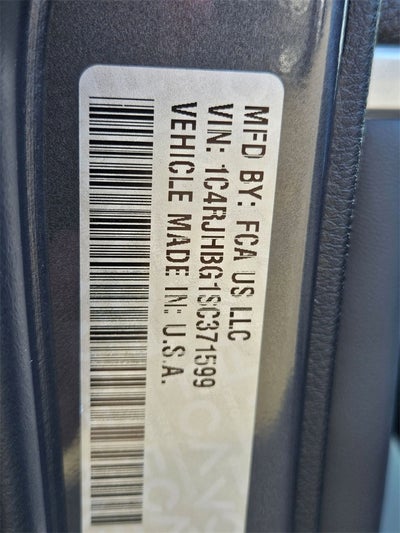 MFD BY: FCA US LLC
VIN: 1C4RJHBG1SC371599
VEHICLE MADE IN: U.S.A.